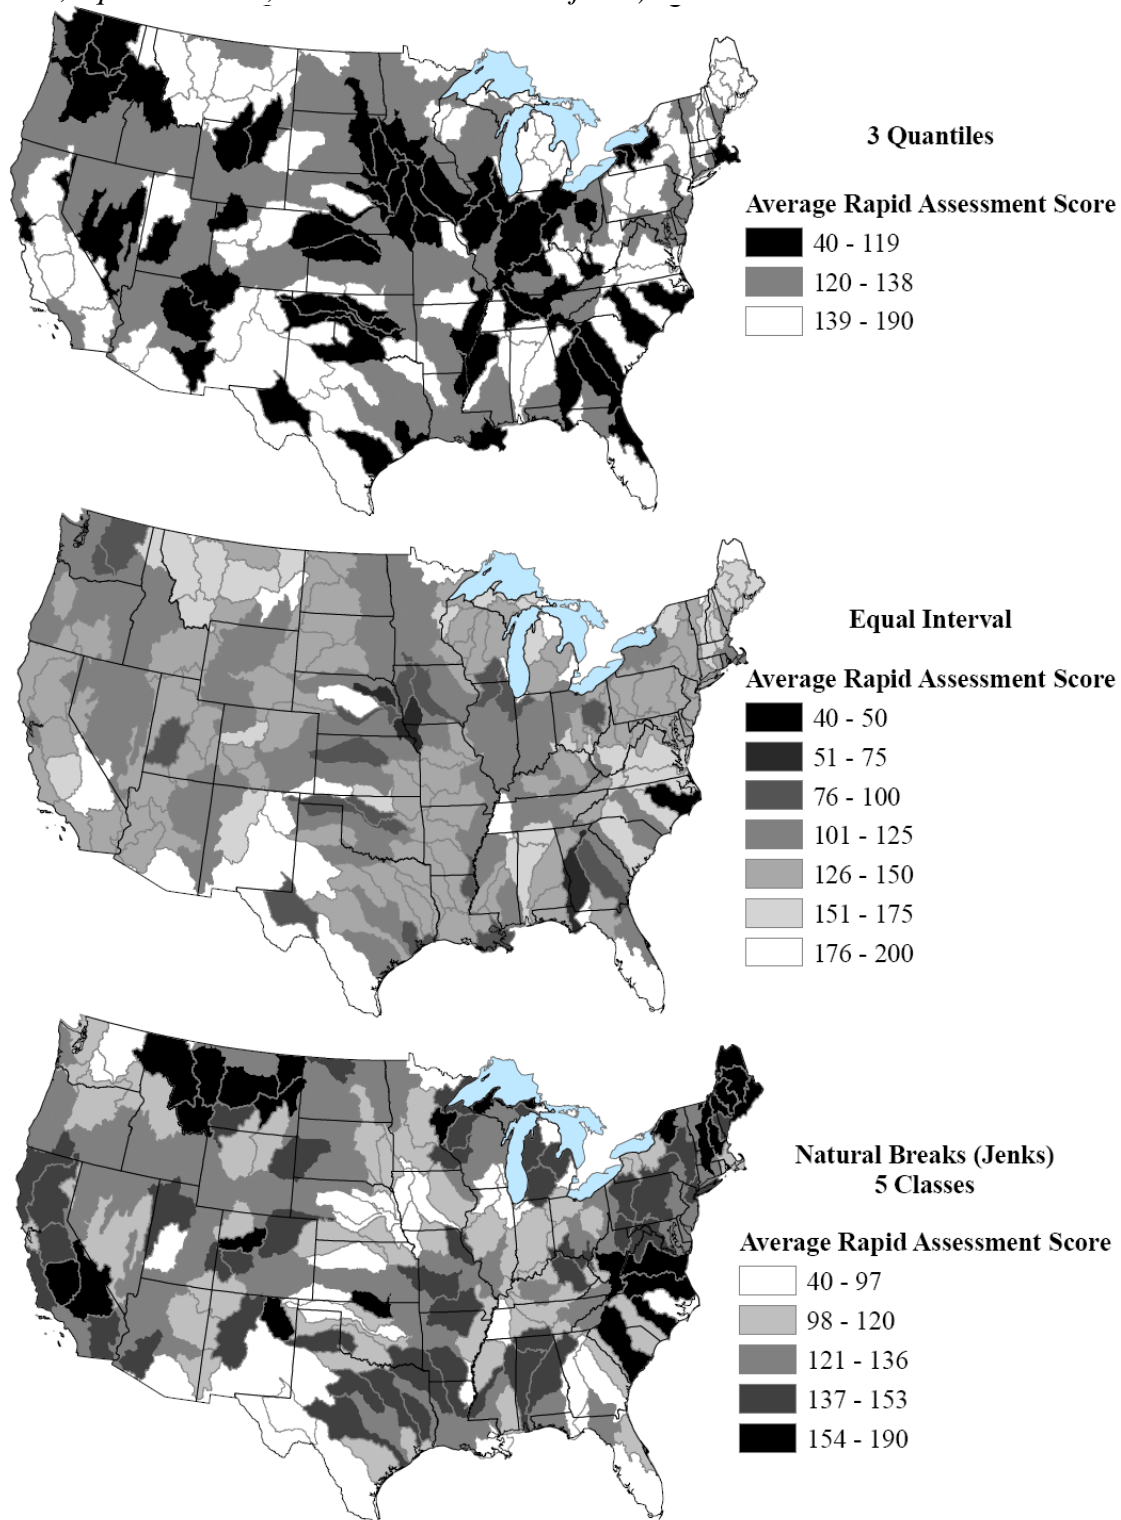 3 Quantiles
Average Rapid Assessment Score
40 - 119
120 - 138
139 - 190
Equal Interval
Average Rapid Assessment Score
40 - 50
51 - 75
76 - 100
101 - 125
126 - 150
151 - 175
176 - 200
Natural Breaks (Jenks)
5 Classes
Average Rapid Assessment Score
40 - 97
98 - 120
121 - 136
137 - 153
154 - 190